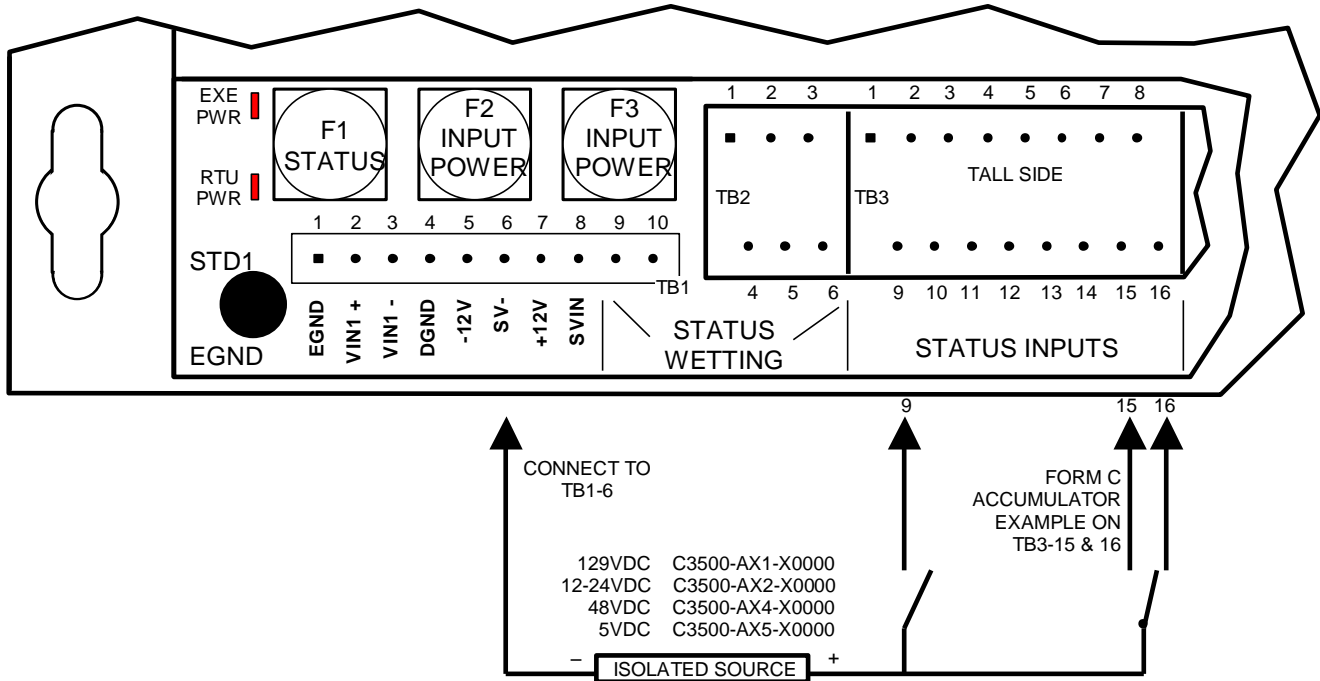 EXE
PWR
F1
STATUS
F2
INPUT
POWER
F3
INPUT
POWER
1 2 3
1 2 3 4 5 6 7 8
RTU
PWR
TB2
TB3
TALL SIDE
1 2 3 4 5 6 7 8 9 10
STD1
TB1
4 5 6
9 10 11 12 13 14 15 16
EGND
EGND
VIN1 +
VIN1 -
DGND
-12V
SV-
+12V
SVIN
STATUS
WETTING
STATUS INPUTS
9
15 16
CONNECT TO
TB1-6
FORM C
ACCUMULATOR
EXAMPLE ON
TB3-15 & 16
129VDC C3500-AX1-X0000
12-24VDC C3500-AX2-X0000
48VDC C3500-AX4-X0000
5VDC C3500-AX5-X0000
– ISOLATED SOURCE +